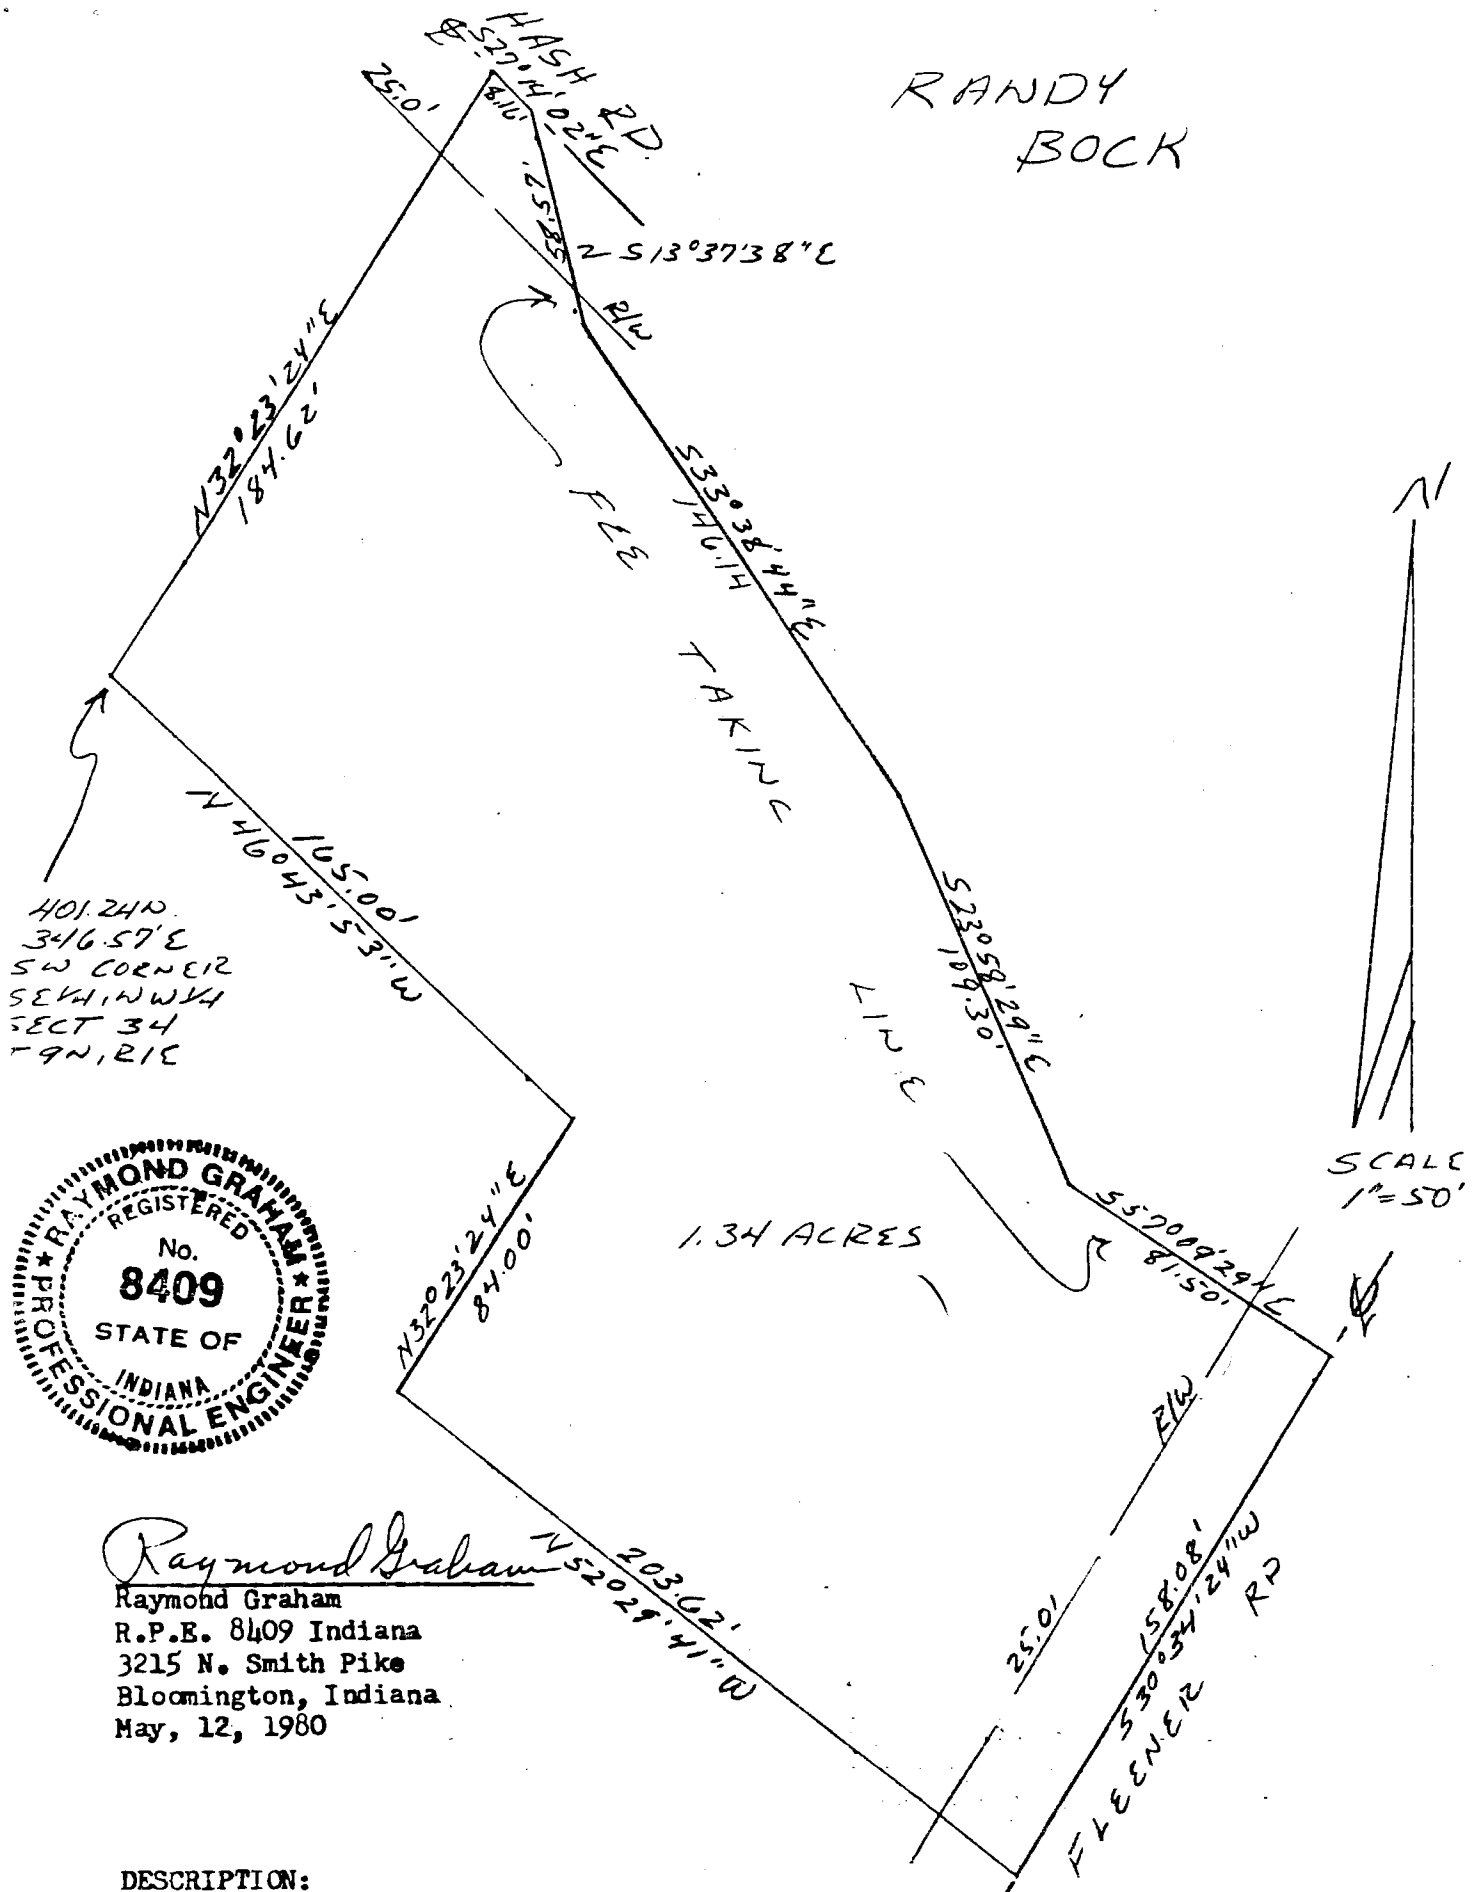 RANDY
BOCK
HASH RD.
S27°14'02"E
25.0'
8.16'
58.57'
S13°37'38"E
R/W
N32°23'24"E
184.62'
S33°38'44"E
146.14
FEE TAKING LINE
165.00'
N46°43'53"W
401.24N.
346.57'E
SW CORNER
SE1/4, NW1/4
SECT 34
T9N, R1E
S23°58'29"E
109.30'
N
SCALE
1"=50'
S57°09'29"E
81.50'
1.34 ACRES
N32°23'24"E
84.00'
RAYMOND GRAHAM
REGISTERED
No.
8409
STATE OF
INDIANA
PROFESSIONAL ENGINEER
R/W
25.0'
158.08'
S30°34'24"W
FLEENER RD
203.62'
N52°29'41"W
Raymond Graham
Raymond Graham
R.P.E. 8409 Indiana
3215 N. Smith Pike
Bloomington, Indiana
May, 12, 1980
DESCRIPTION: